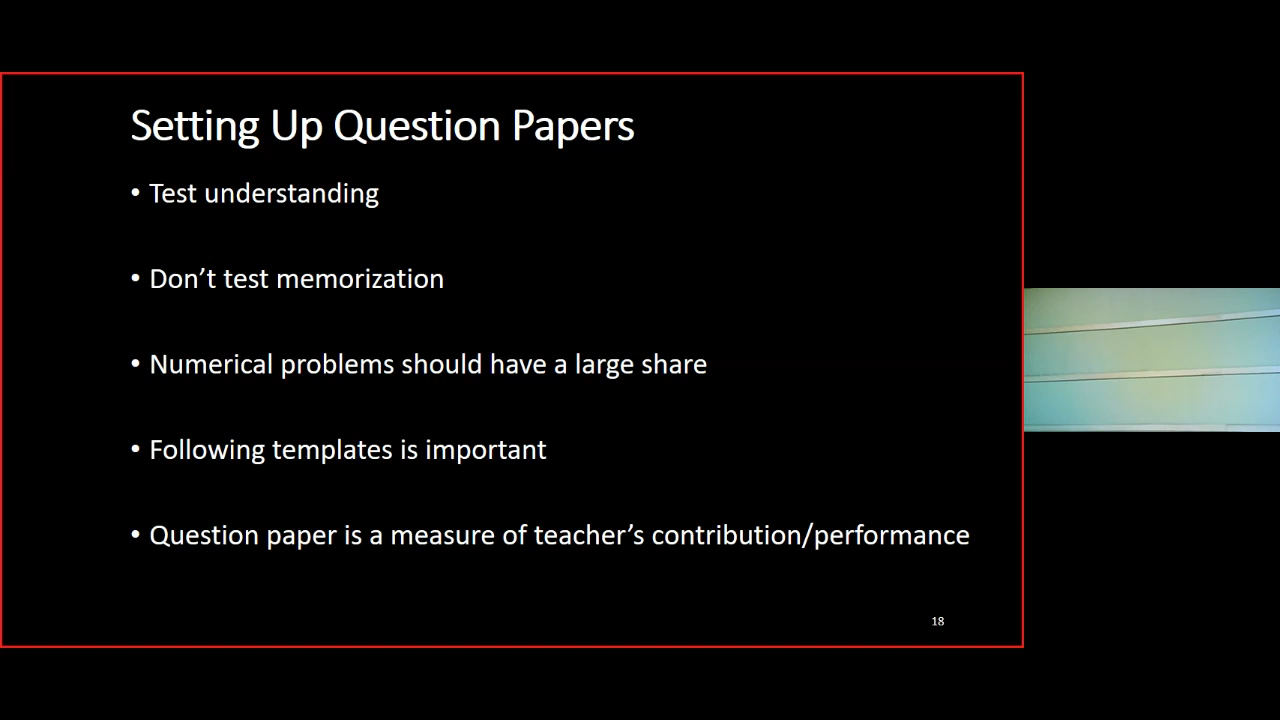 Setting Up Question Papers
• Test understanding
• Don’t test memorization
• Numerical problems should have a large share
• Following templates is important
• Question paper is a measure of teacher’s contribution/performance
18